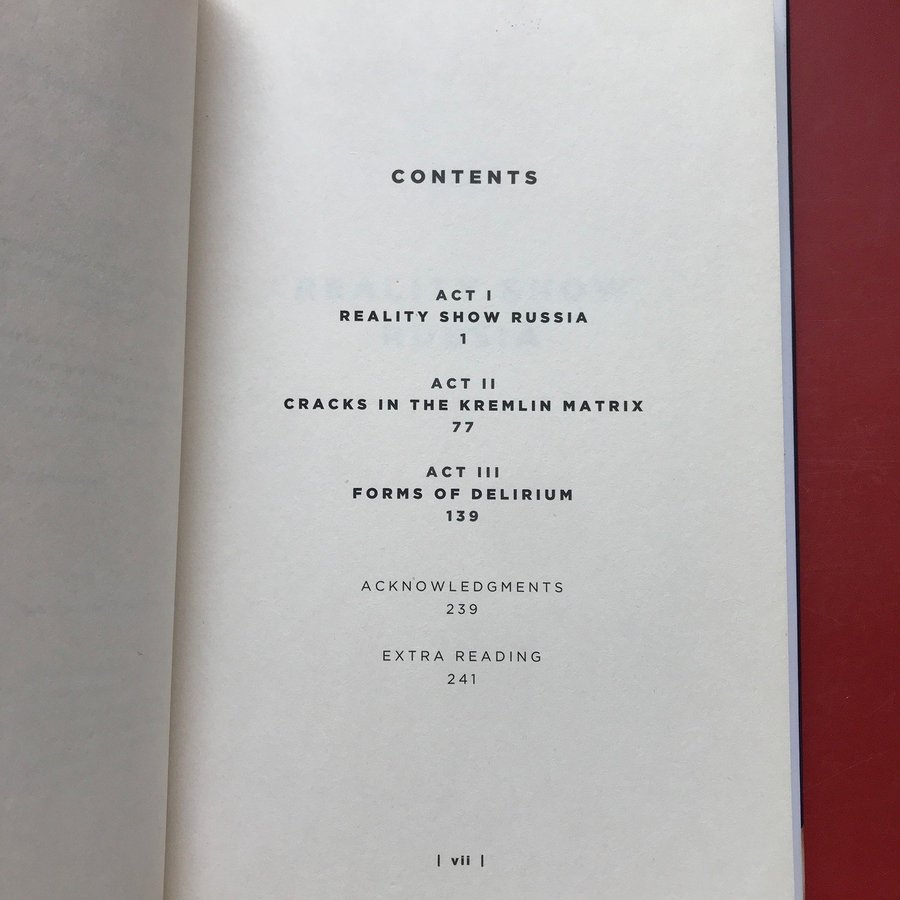 CONTENTS
ACT I
REALITY SHOW RUSSIA
1
ACT II
CRACKS IN THE KREMLIN MATRIX
77
ACT III
FORMS OF DELIRIUM
139
ACKNOWLEDGMENTS
239
EXTRA READING
241
| vii |